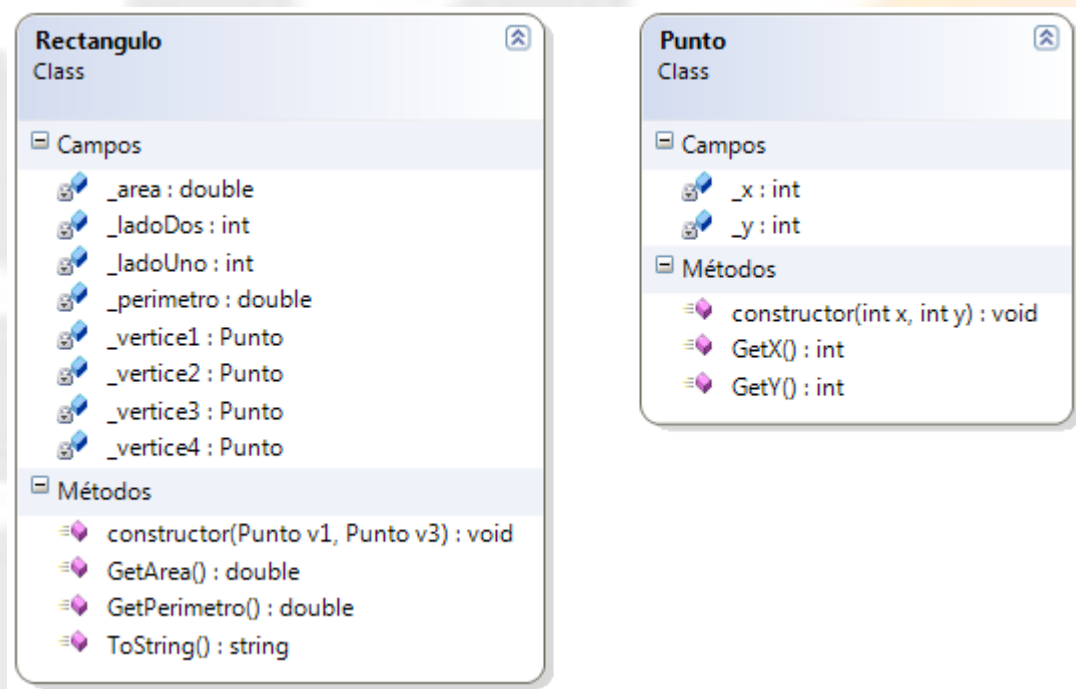 Rectangulo
Class
Campos
_area : double
_ladoDos : int
_ladoUno : int
_perimetro : double
_vertice1 : Punto
_vertice2 : Punto
_vertice3 : Punto
_vertice4 : Punto
Métodos
constructor(Punto v1, Punto v3) : void
GetArea() : double
GetPerimetro() : double
ToString() : string
Punto
Class
Campos
_x : int
_y : int
Métodos
constructor(int x, int y) : void
GetX() : int
GetY() : int